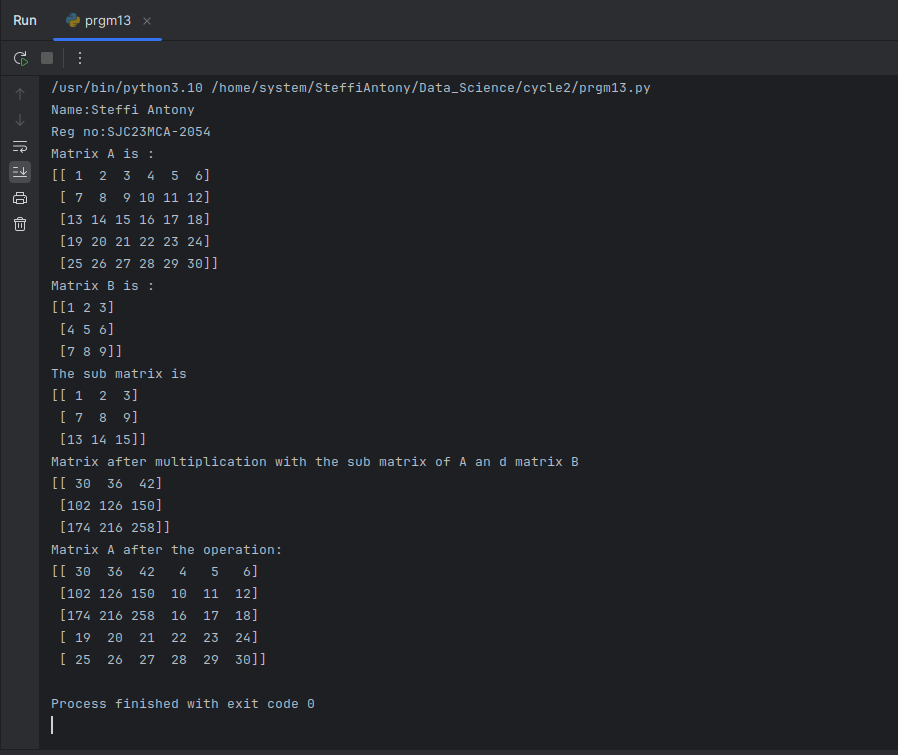 Run prgm13
/usr/bin/python3.10 /home/system/SteffiAntony/Data_Science/cycle2/prgm13.py
Name:Steffi Antony
Reg no:SJC23MCA-2054
Matrix A is :
[[ 1  2  3  4  5  6]
 [ 7  8  9 10 11 12]
 [13 14 15 16 17 18]
 [19 20 21 22 23 24]
 [25 26 27 28 29 30]]
Matrix B is :
[[1 2 3]
 [4 5 6]
 [7 8 9]]
The sub matrix is
[[ 1  2  3]
 [ 7  8  9]
 [13 14 15]]
Matrix after multiplication with the sub matrix of A an d matrix B
[[ 30  36  42]
 [102 126 150]
 [174 216 258]]
Matrix A after the operation:
[[ 30  36  42   4   5   6]
 [102 126 150  10  11  12]
 [174 216 258  16  17  18]
 [ 19  20  21  22  23  24]
 [ 25  26  27  28  29  30]]
Process finished with exit code 0